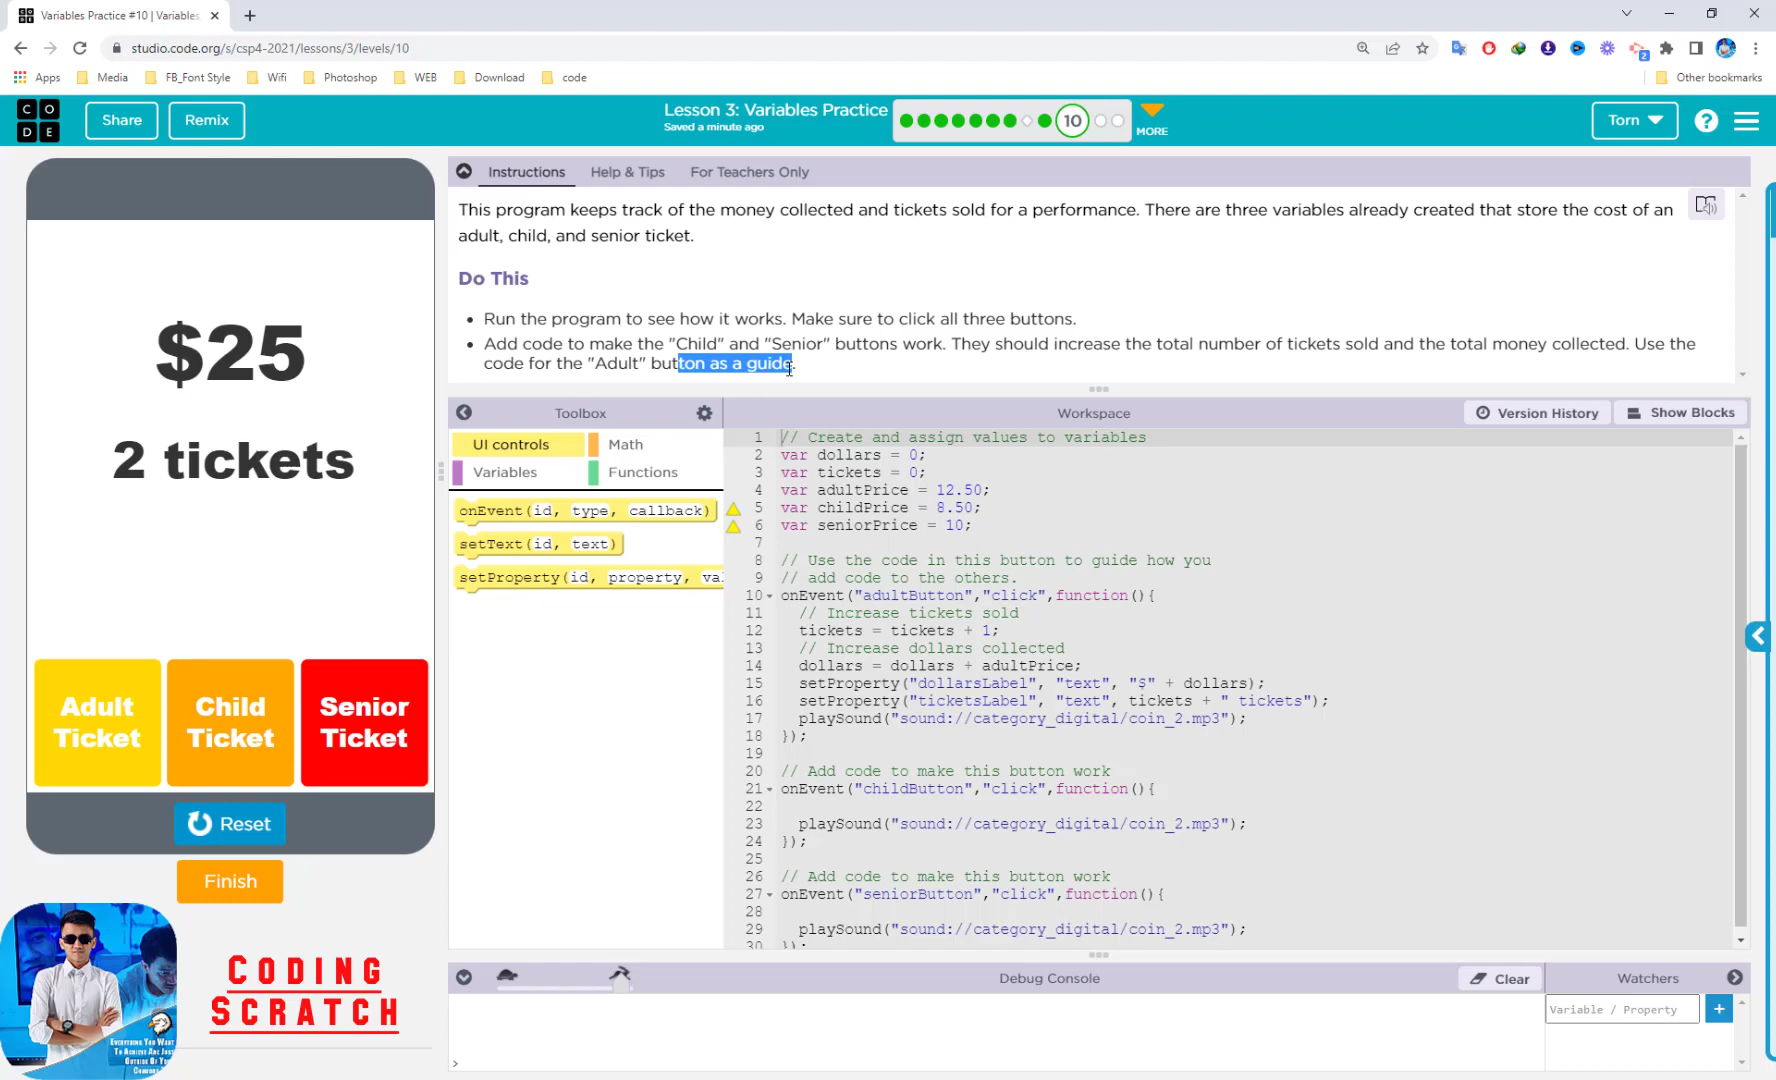 Variables Practice #10 | Variables
studio.code.org/s/csp4-2021/lessons/3/levels/10
Apps
Media
FB_Font Style
Wifi
Photoshop
WEB
Download
code
Other bookmarks
C O
D E
Share
Remix
Lesson 3: Variables Practice
Saved a minute ago
10
MORE
Torn
?
Instructions
Help & Tips
For Teachers Only
This program keeps track of the money collected and tickets sold for a performance. There are three variables already created that store the cost of an
adult, child, and senior ticket.
Do This
• Run the program to see how it works. Make sure to click all three buttons.
• Add code to make the "Child" and "Senior" buttons work. They should increase the total number of tickets sold and the total money collected. Use the
code for the "Adult" button as a guide.
$25
2 tickets
Adult
Ticket
Child
Ticket
Senior
Ticket
Reset
Finish
Toolbox
Workspace
Version History
Show Blocks
UI controls
Math
Variables
Functions
onEvent(id, type, callback)
setText(id, text)
setProperty(id, property, va
1 // Create and assign values to variables
2 var dollars = 0;
3 var tickets = 0;
4 var adultPrice = 12.50;
5 var childPrice = 8.50;
6 var seniorPrice = 10;
7
8 // Use the code in this button to guide how you
9 // add code to the others.
10 onEvent("adultButton","click",function(){
11 // Increase tickets sold
12 tickets = tickets + 1;
13 // Increase dollars collected
14 dollars = dollars + adultPrice;
15 setProperty("dollarsLabel", "text", "$" + dollars);
16 setProperty("ticketsLabel", "text", tickets + " tickets");
17 playSound("sound://category_digital/coin_2.mp3");
18 });
19
20 // Add code to make this button work
21 onEvent("childButton","click",function(){
22
23 playSound("sound://category_digital/coin_2.mp3");
24 });
25
26 // Add code to make this button work
27 onEvent("seniorButton","click",function(){
28
29 playSound("sound://category_digital/coin_2.mp3");
30 });
Debug Console
Clear
Watchers
Variable / Property
+
>
CODING
SCRATCH
EVERYTHING YOU WANT
TO ACHIEVE ARE JUST
OUTSIDE OF YOUR